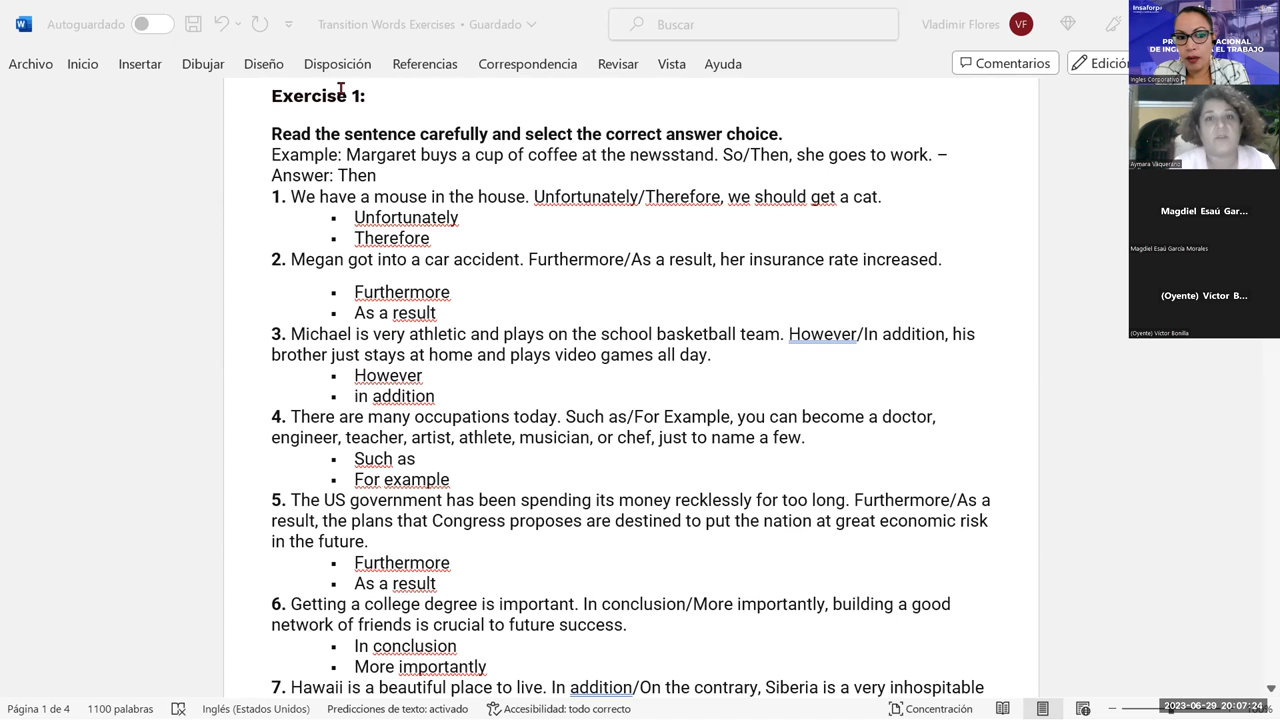 Autoguardado
Transition Words Exercises • Guardado
Buscar
Vladimir Flores VF
Archivo Inicio Insertar Dibujar Diseño Disposición Referencias Correspondencia Revisar Vista Ayuda
Comentarios
Edición
Exercise 1:
Read the sentence carefully and select the correct answer choice.
Example: Margaret buys a cup of coffee at the newsstand. So/Then, she goes to work. –
Answer: Then
1. We have a mouse in the house. Unfortunately/Therefore, we should get a cat.
▪ Unfortunately
▪ Therefore
2. Megan got into a car accident. Furthermore/As a result, her insurance rate increased.
▪ Furthermore
▪ As a result
3. Michael is very athletic and plays on the school basketball team. However/In addition, his
brother just stays at home and plays video games all day.
▪ However
▪ in addition
4. There are many occupations today. Such as/For Example, you can become a doctor,
engineer, teacher, artist, athlete, musician, or chef, just to name a few.
▪ Such as
▪ For example
5. The US government has been spending its money recklessly for too long. Furthermore/As a
result, the plans that Congress proposes are destined to put the nation at great economic risk
in the future.
▪ Furthermore
▪ As a result
6. Getting a college degree is important. In conclusion/More importantly, building a good
network of friends is crucial to future success.
▪ In conclusion
▪ More importantly
7. Hawaii is a beautiful place to live. In addition/On the contrary, Siberia is a very inhospitable
Insaforp
Ingles Corporativo
Aymara Vaquerano
Magdiel Esaú Gar...
Magdiel Esaú García Morales
(Oyente) Víctor B...
(Oyente) Víctor Bonilla
Página 1 de 4 1100 palabras Inglés (Estados Unidos) Predicciones de texto: activado Accesibilidad: todo correcto
Concentración
2023-06-29 20:07:24